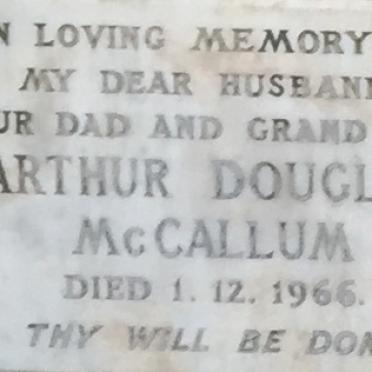 N LOVING MEMORY
MY DEAR HUSBAN
UR DAD AND GRAND
ARTHUR DOUGL
McCALLUM
DIED 1. 12. 1966.
THY WILL BE DON